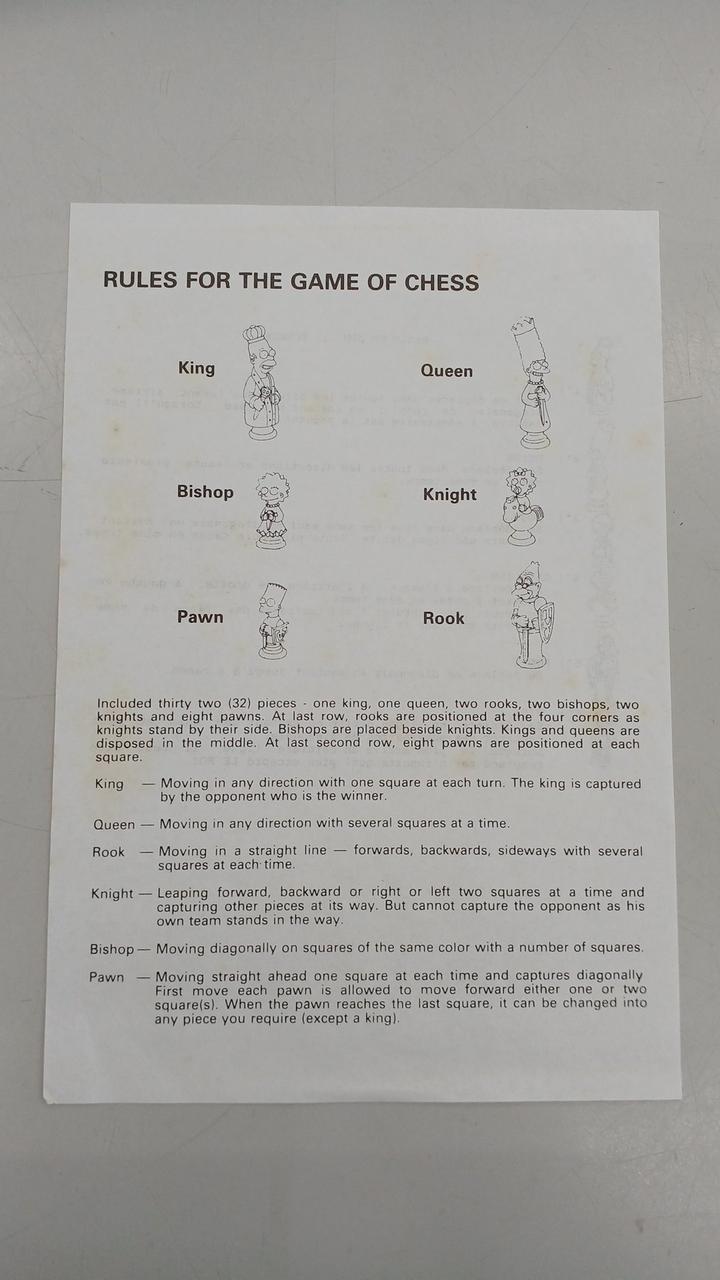 RULES FOR THE GAME OF CHESS
King
Queen
Bishop
Knight
Pawn
Rook
Included thirty two (32) pieces - one king, one queen, two rooks, two bishops, two
knights and eight pawns. At last row, rooks are positioned at the four corners as
knights stand by their side. Bishops are placed beside knights. Kings and queens are
disposed in the middle. At last second row, eight pawns are positioned at each
square.
King — Moving in any direction with one square at each turn. The king is captured
by the opponent who is the winner.
Queen — Moving in any direction with several squares at a time.
Rook — Moving in a straight line — forwards, backwards, sideways with several
squares at each time.
Knight — Leaping forward, backward or right or left two squares at a time and
capturing other pieces at its way. But cannot capture the opponent as his
own team stands in the way.
Bishop — Moving diagonally on squares of the same color with a number of squares.
Pawn — Moving straight ahead one square at each time and captures diagonally
First move each pawn is allowed to move forward either one or two
square(s). When the pawn reaches the last square, it can be changed into
any piece you require (except a king).